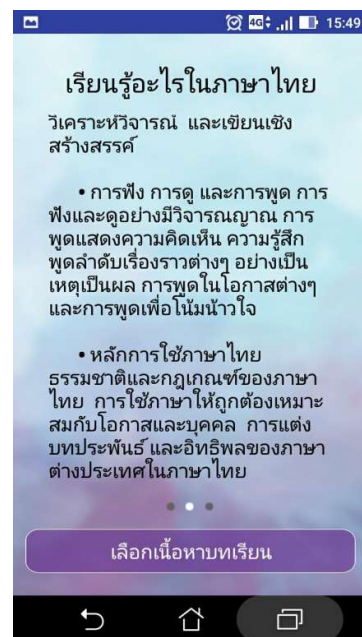 4G 15:49
เรียนรู้อะไรในภาษาไทย
วิเคราะห์วิจารณ์ และเขียนเชิง
สร้างสรรค์
• การฟัง การดู และการพูด การ
ฟังและดูอย่างมีวิจารณญาณ การ
พูดแสดงความคิดเห็น ความรู้สึก
พูดลำดับเรื่องราวต่างๆ อย่างเป็น
เหตุเป็นผล การพูดในโอกาสต่างๆ
และการพูดเพื่อโน้มน้าวใจ
• หลักการใช้ภาษาไทย
ธรรมชาติและกฎเกณฑ์ของภาษา
ไทย การใช้ภาษาให้ถูกต้องเหมาะ
สมกับโอกาสและบุคคล การแต่ง
บทประพันธ์ และอิทธิพลของภาษา
ต่างประเทศในภาษาไทย
เลือกเนื้อหาบทเรียน